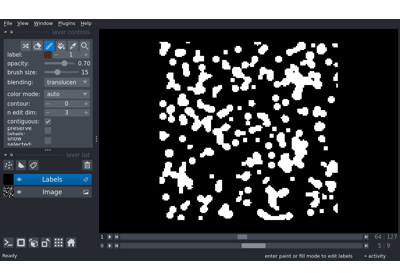 File View Window Plugins Help
layer controls
label: 1
opacity: 0.70
brush size: 15
blending: translucen
color mode: auto
contour: 0
n edit dim: 3
contiguous:
preserve labels:
show selected:
layer list
Labels
Image
1 64 127
0 5 9
Ready enter paint or fill mode to edit labels activity